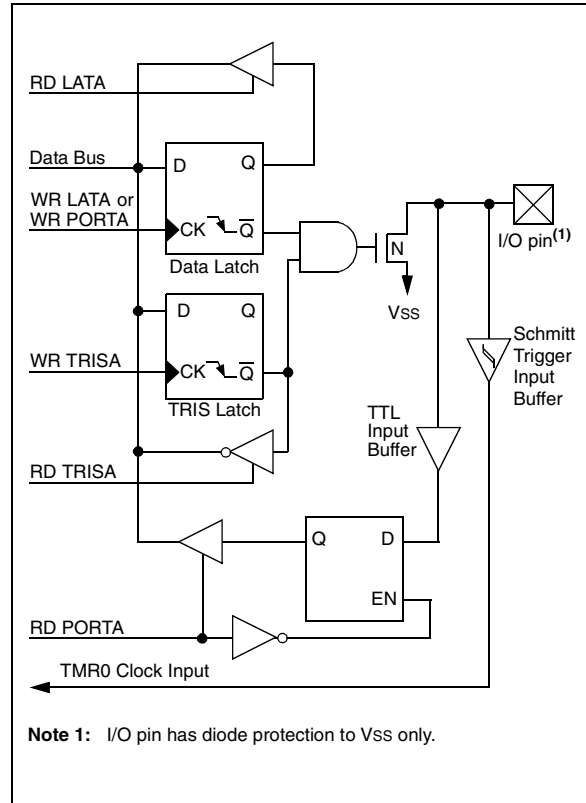 RD LATA
Data Bus
D Q
WR LATA or
WR PORTA
CK Q
Data Latch
N
I/O pin(1)
VSS
D Q
WR TRISA
CK Q
TRIS Latch
Schmitt
Trigger
Input
Buffer
TTL
Input
Buffer
RD TRISA
Q D
EN
RD PORTA
TMR0 Clock Input
Note 1: I/O pin has diode protection to VSS only.